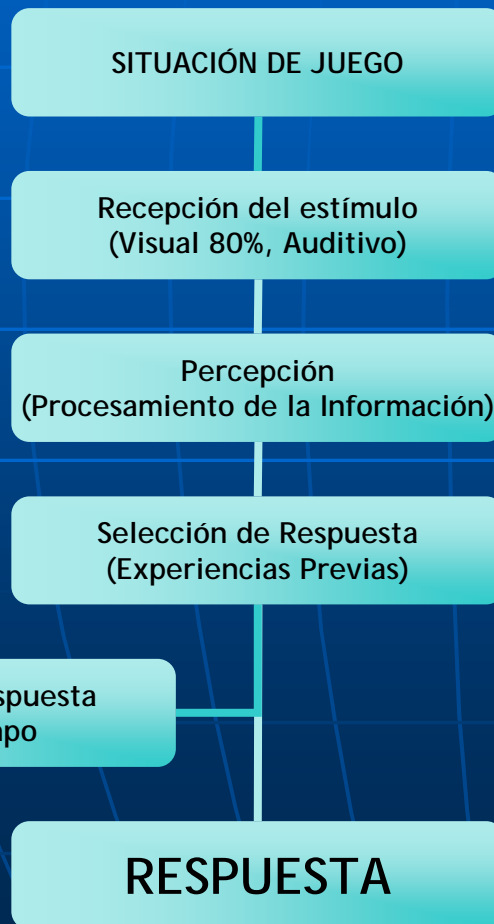 SITUACIÓN DE JUEGO
Recepción del estímulo
(Visual 80%, Auditivo)
Percepción
(Procesamiento de la Información)
Selección de Respuesta
(Experiencias Previas)
RESPUESTA